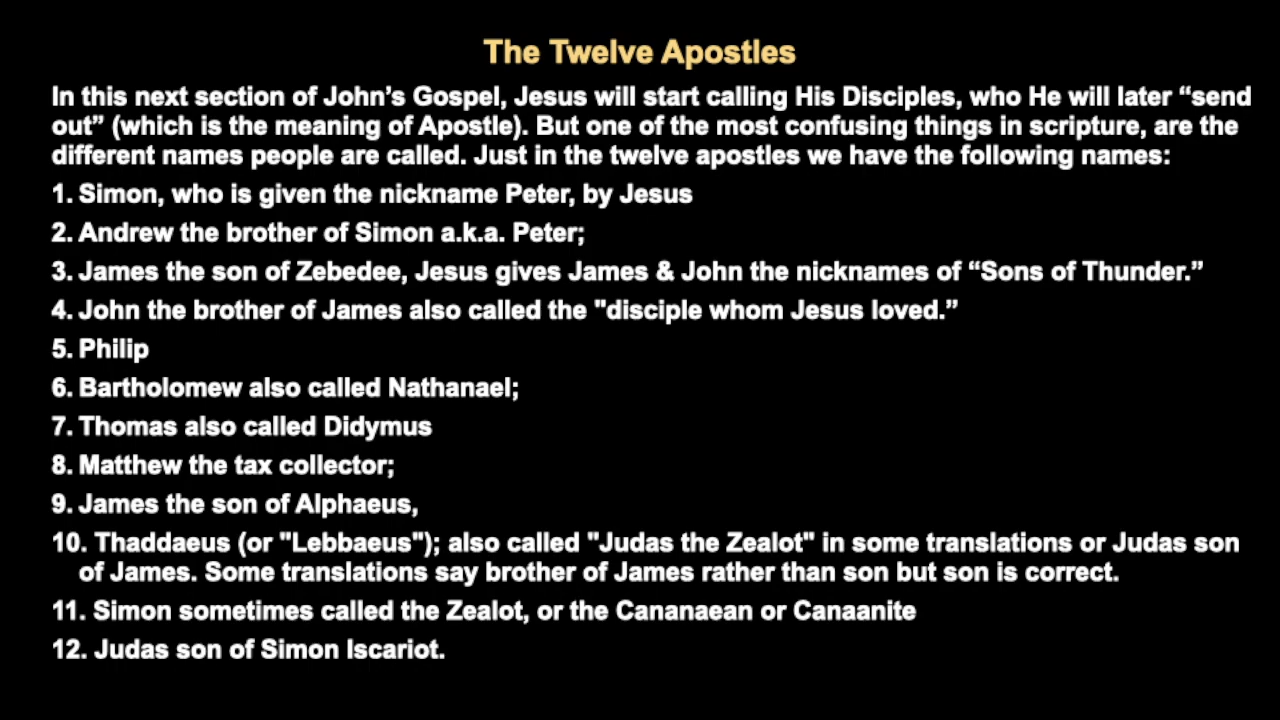 The Twelve Apostles
In this next section of John’s Gospel, Jesus will start calling His Disciples, who He will later “send
out” (which is the meaning of Apostle). But one of the most confusing things in scripture, are the
different names people are called. Just in the twelve apostles we have the following names:
1. Simon, who is given the nickname Peter, by Jesus
2. Andrew the brother of Simon a.k.a. Peter;
3. James the son of Zebedee, Jesus gives James & John the nicknames of “Sons of Thunder.”
4. John the brother of James also called the "disciple whom Jesus loved.”
5. Philip
6. Bartholomew also called Nathanael;
7. Thomas also called Didymus
8. Matthew the tax collector;
9. James the son of Alphaeus,
10. Thaddaeus (or "Lebbaeus"); also called "Judas the Zealot" in some translations or Judas son
of James. Some translations say brother of James rather than son but son is correct.
11. Simon sometimes called the Zealot, or the Cananaean or Canaanite
12. Judas son of Simon Iscariot.